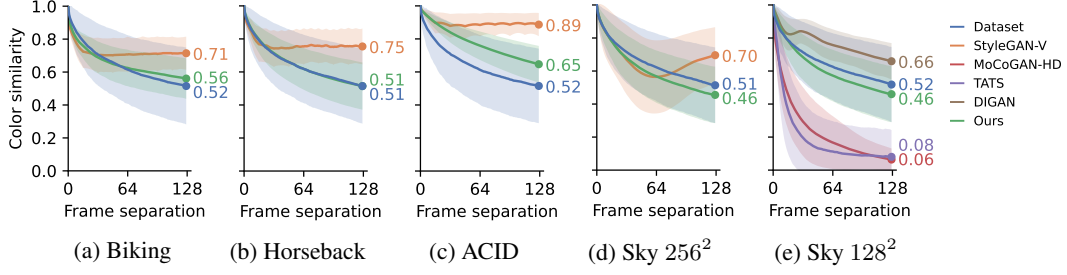 Color similarity
1.0
0.8
0.6
0.4
0.2
0.0
0.71
0.56
0.52
0 64 128
Frame separation
(a) Biking
0.75
0.51
0.51
0 64 128
Frame separation
(b) Horseback
0.89
0.65
0.52
0 64 128
Frame separation
(c) ACID
0.70
0.51
0.46
0 64 128
Frame separation
(d) Sky 256²
0.66
0.52
0.46
0.08
0.06
0 64 128
Frame separation
(e) Sky 128²
Dataset
StyleGAN-V
MoCoGAN-HD
TATS
DIGAN
Ours